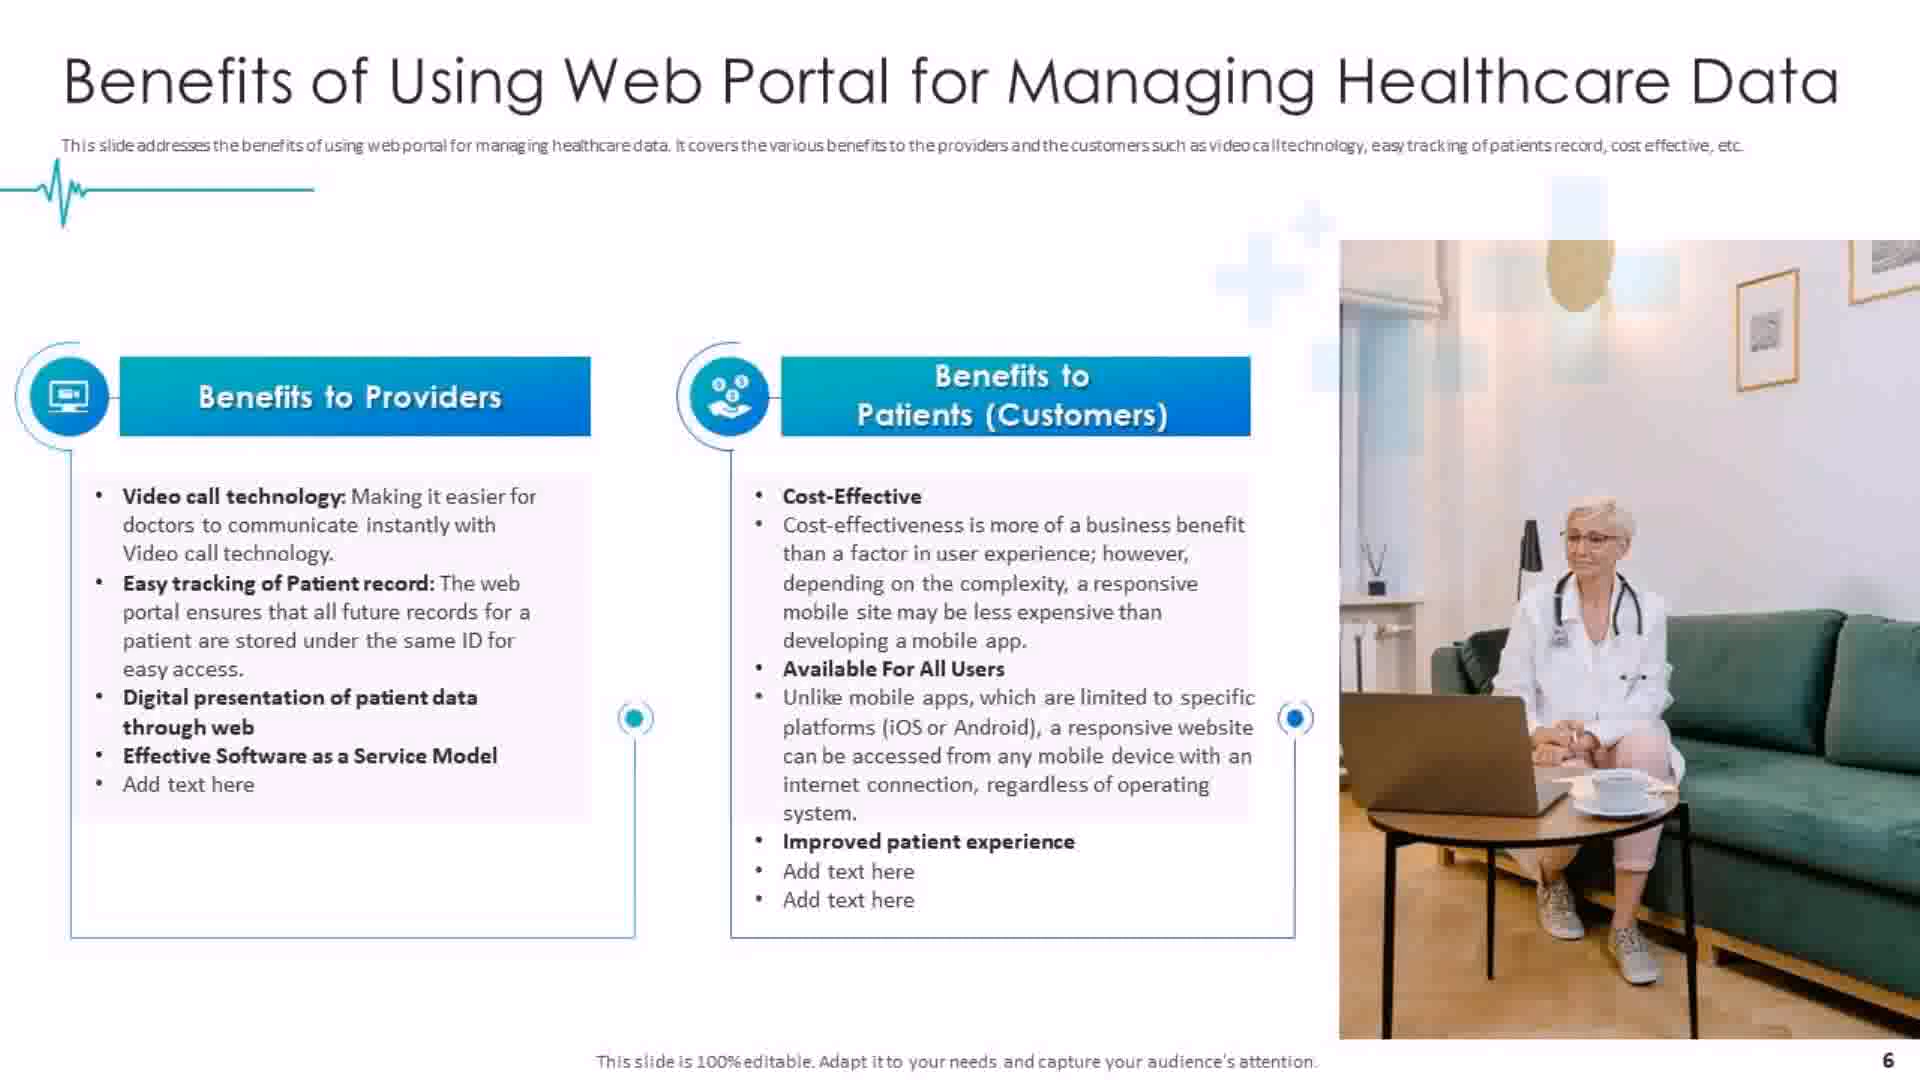 Benefits of Using Web Portal for Managing Healthcare Data
This slide addresses the benefits of using web portal for managing healthcare data. It covers the various benefits to the providers and the customers such as video call technology, easy tracking of patients record, cost effective, etc.
Benefits to Providers
• Video call technology: Making it easier for
doctors to communicate instantly with
Video call technology.
• Easy tracking of Patient record: The web
portal ensures that all future records for a
patient are stored under the same ID for
easy access.
• Digital presentation of patient data
through web
• Effective Software as a Service Model
• Add text here
Benefits to
Patients (Customers)
• Cost-Effective
• Cost-effectiveness is more of a business benefit
than a factor in user experience; however,
depending on the complexity, a responsive
mobile site may be less expensive than
developing a mobile app.
• Available For All Users
• Unlike mobile apps, which are limited to specific
platforms (iOS or Android), a responsive website
can be accessed from any mobile device with an
internet connection, regardless of operating
system.
• Improved patient experience
• Add text here
• Add text here
This slide is 100% editable. Adapt it to your needs and capture your audience's attention.
6